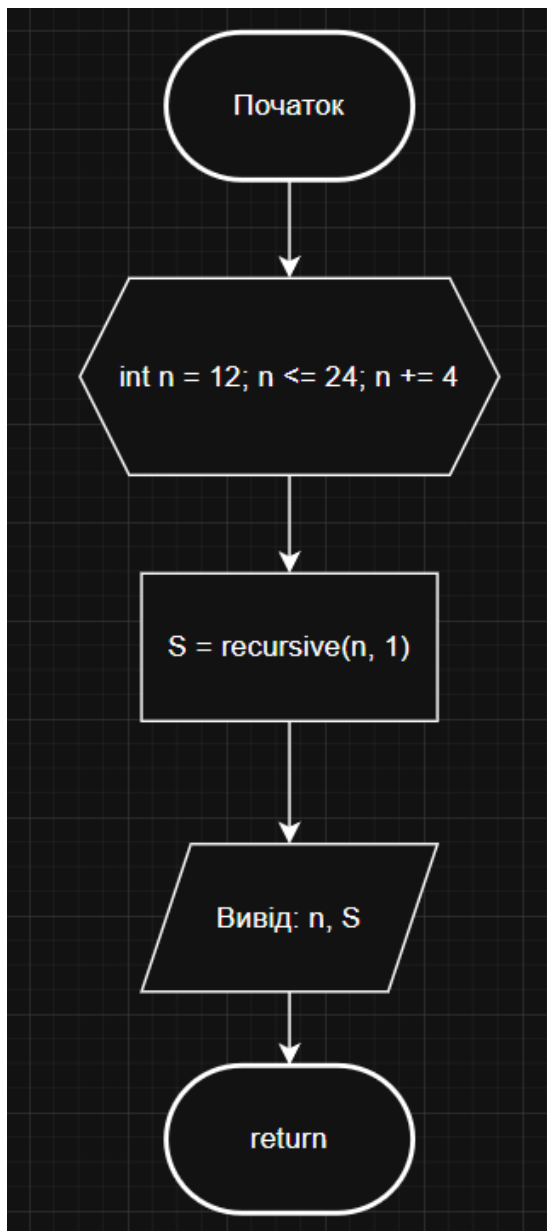 Початок
int n = 12; n <= 24; n += 4
S = recursive(n, 1)
Вивід: n, S
return